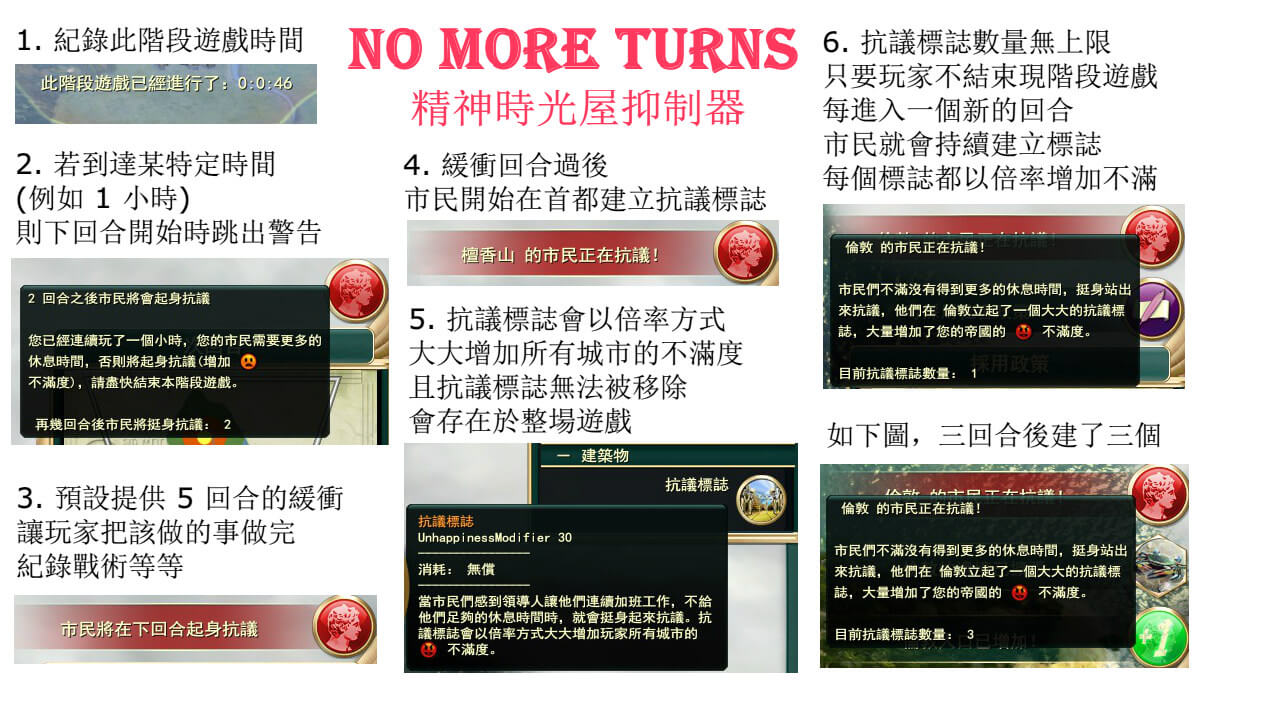 NO MORE TURNS
精神時光屋抑制器
1. 紀錄此階段遊戲時間
此階段遊戲已經進行了：0:0:46
2. 若到達某特定時間
(例如 1 小時)
則下回合開始時跳出警告
2 回合之後市民將會起身抗議
您已經連續玩了一個小時，您的市民需要更多的
休息時間，否則將起身抗議(增加
不滿度)，請盡快結束本階段遊戲。
再幾回合後市民將挺身抗議： 2
3. 預設提供 5 回合的緩衝
讓玩家把該做的事做完
紀錄戰術等等
市民將在下回合起身抗議
4. 緩衝回合過後
市民開始在首都建立抗議標誌
檀香山 的市民正在抗議！
5. 抗議標誌會以倍率方式
大大增加所有城市的不滿度
且抗議標誌無法被移除
會存在於整場遊戲
一 建築物
抗議標誌
抗議標誌
UnhappinessModifier 30
消耗： 無償
當市民們感到領導人讓他們連續加班工作，不給
他們足夠的休息時間時，就會挺身起來抗議。抗
議標誌會以倍率方式大大增加玩家所有城市的
不滿度。
6. 抗議標誌數量無上限
只要玩家不結束現階段遊戲
每進入一個新的回合
市民就會持續建立標誌
每個標誌都以倍率增加不滿
倫敦 的市民正在抗議！
市民們不滿沒有得到更多的休息時間，挺身站出
來抗議，他們在 倫敦立起了一個大大的抗議標
誌，大量增加了您的帝國的 不滿度。
採用政策
目前抗議標誌數量： 1
如下圖，三回合後建了三個
倫敦 的市民正在抗議！
倫敦 的市民正在抗議！
市民們不滿沒有得到更多的休息時間，挺身站出
來抗議，他們在 倫敦立起了一個大大的抗議標
誌，大量增加了您的帝國的 不滿度。
目前抗議標誌數量： 3
+1